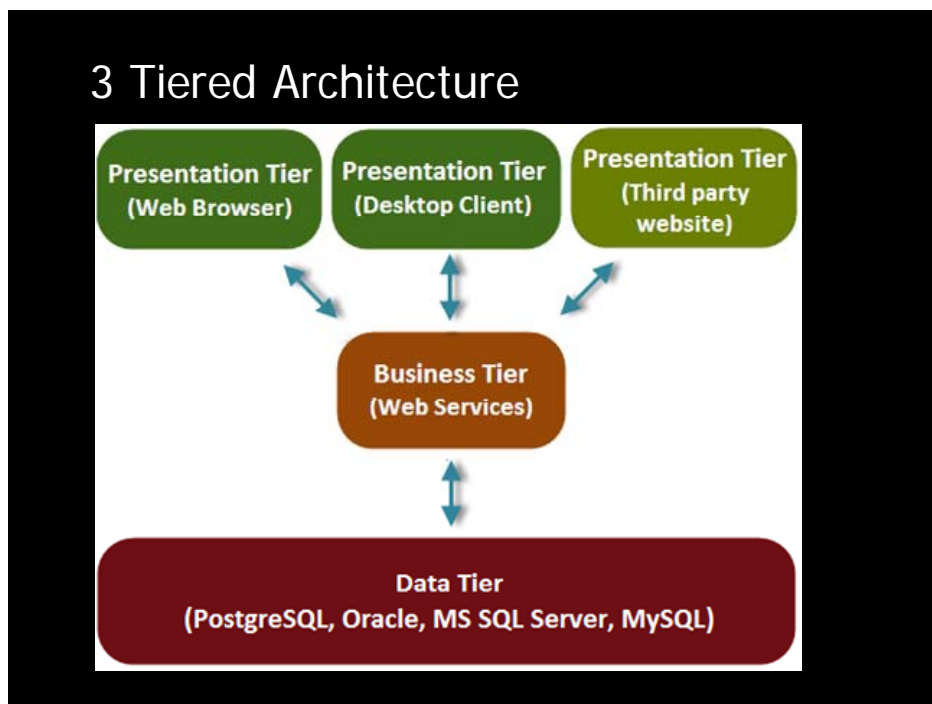 3 Tiered Architecture
Presentation Tier
(Web Browser)
Presentation Tier
(Desktop Client)
Presentation Tier
(Third party
website)
Business Tier
(Web Services)
Data Tier
(PostgreSQL, Oracle, MS SQL Server, MySQL)